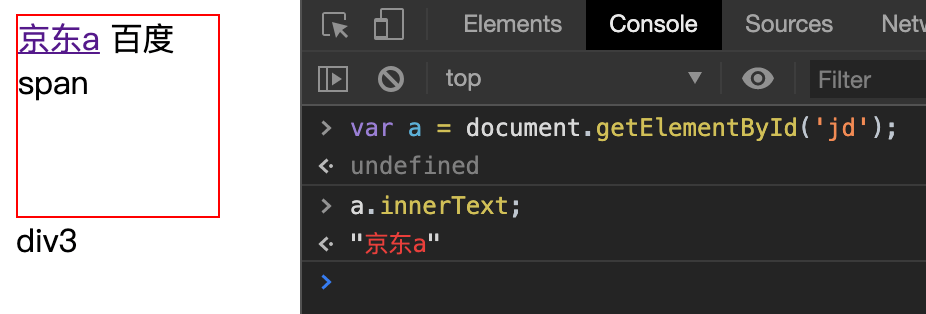 京东a 百度
span
div3
Elements Console Sources Netv
top Filter
> var a = document.getElementById('jd');
undefined
> a.innerText;
"京东a"
>